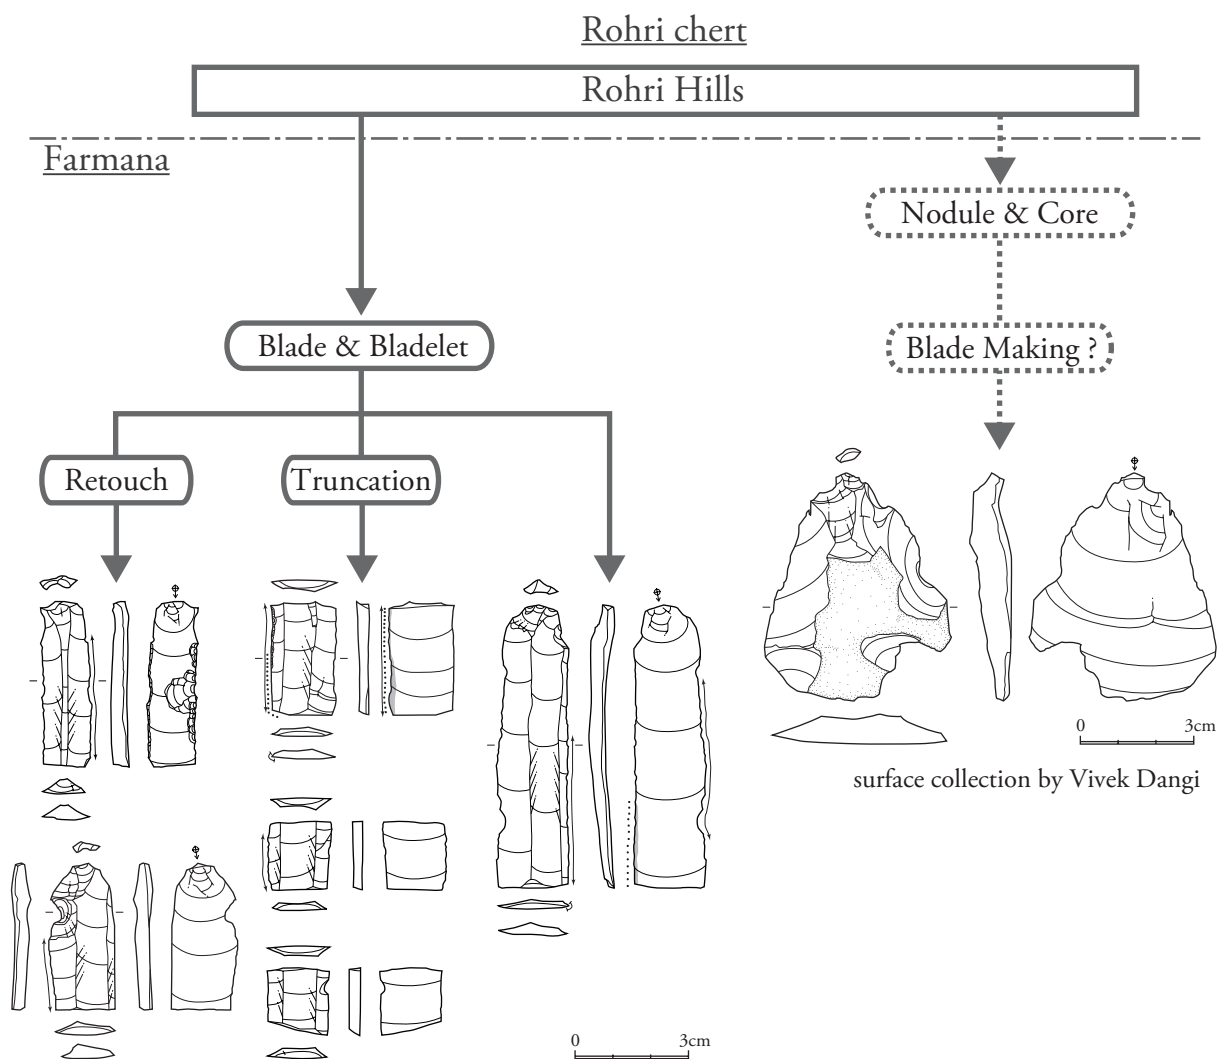 Rohri chert
Rohri Hills
Farmana
Nodule & Core
Blade & Bladelet
Blade Making ?
Retouch
Truncation
0 3cm
surface collection by Vivek Dangi
0 3cm